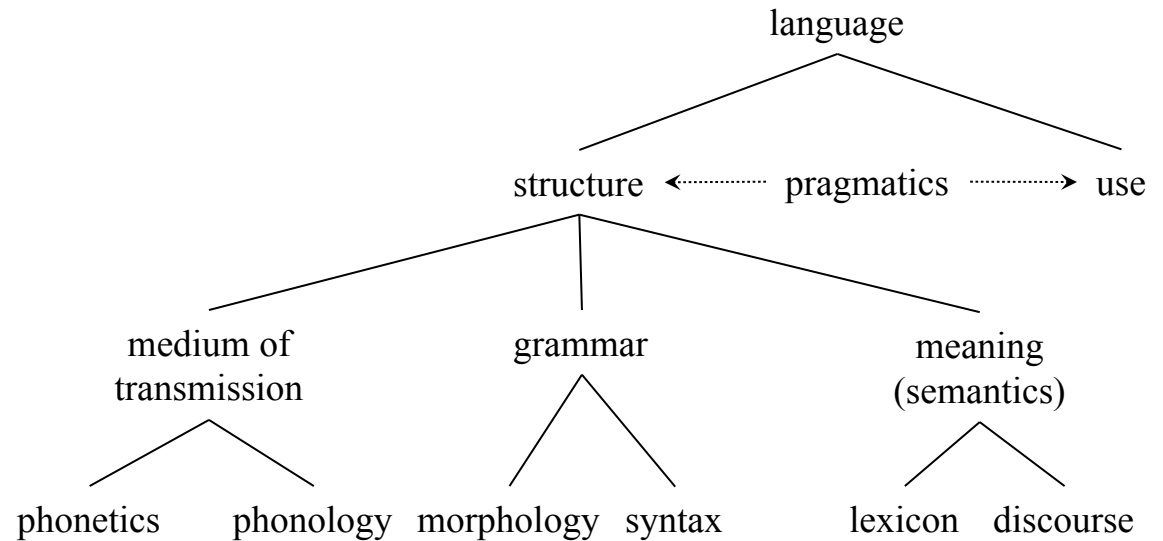 language
structure pragmatics use
medium of grammar meaning
transmission (semantics)
phonetics phonology morphology syntax lexicon discourse